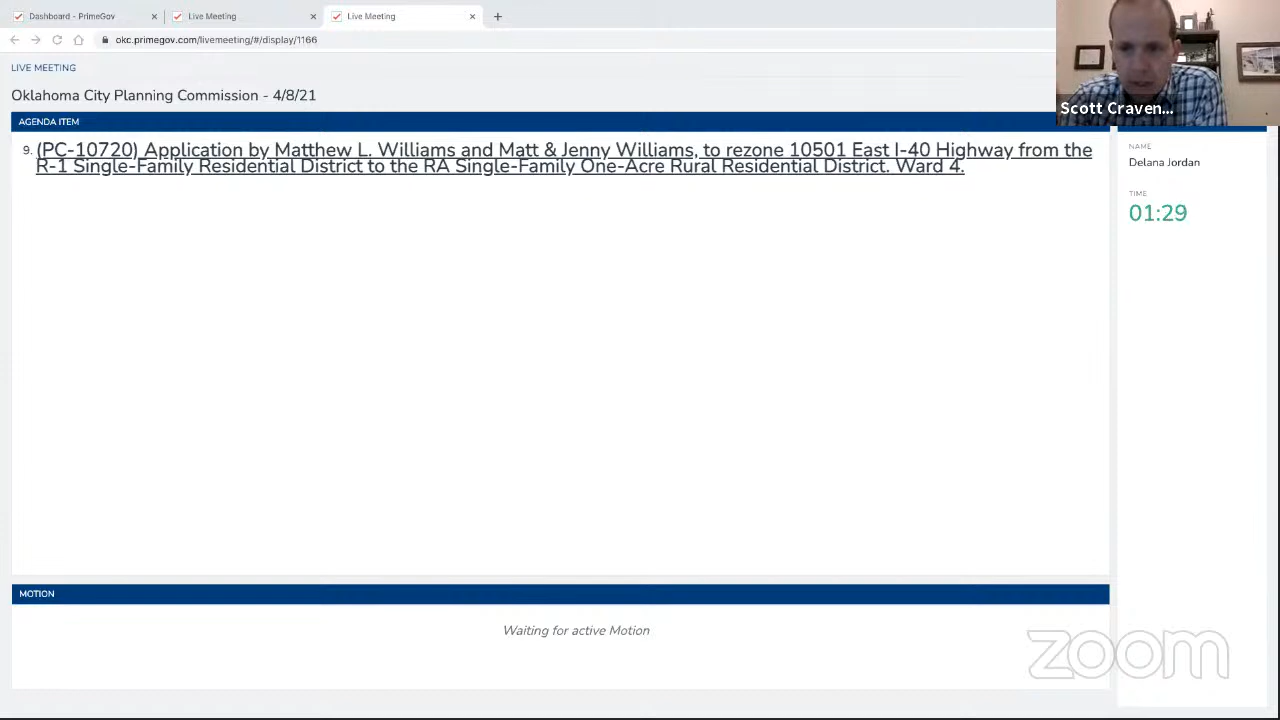 Dashboard - PrimeGov
Live Meeting
Live Meeting
okc.primegov.com/livemeeting/#/display/1166
LIVE MEETING
Oklahoma City Planning Commission - 4/8/21
AGENDA ITEM
9. (PC-10720) Application by Matthew L. Williams and Matt & Jenny Williams, to rezone 10501 East I-40 Highway from the
R-1 Single-Family Residential District to the RA Single-Family One-Acre Rural Residential District. Ward 4.
Scott Craven...
NAME
Delana Jordan
TIME
01:29
MOTION
Waiting for active Motion
zoom